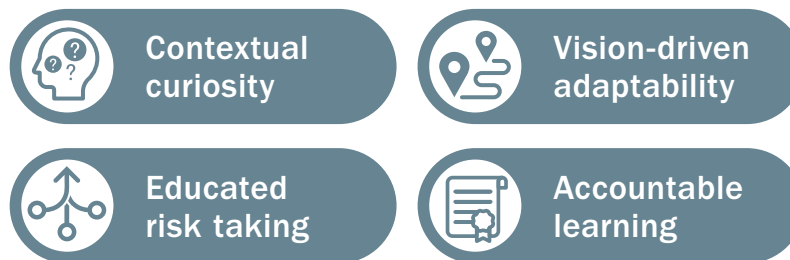 Contextual
curiosity
Vision-driven
adaptability
Educated
risk taking
Accountable
learning